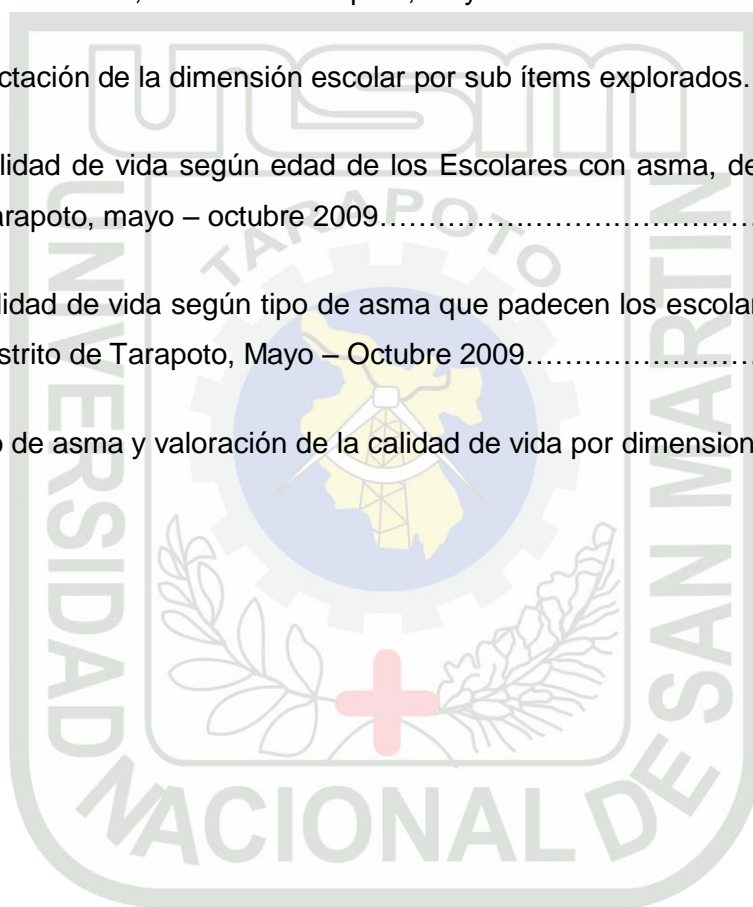 ctación de la dimensión escolar por sub ítems explorados.
lidad de vida según edad de los Escolares con asma, de
arapoto, mayo – octubre 2009……………………………………
lidad de vida según tipo de asma que padecen los escolar
strito de Tarapoto, Mayo – Octubre 2009……………………
o de asma y valoración de la calidad de vida por dimension
unsm
TARAPOTO
UNIVERSIDAD NACIONAL DE SAN MARTIN